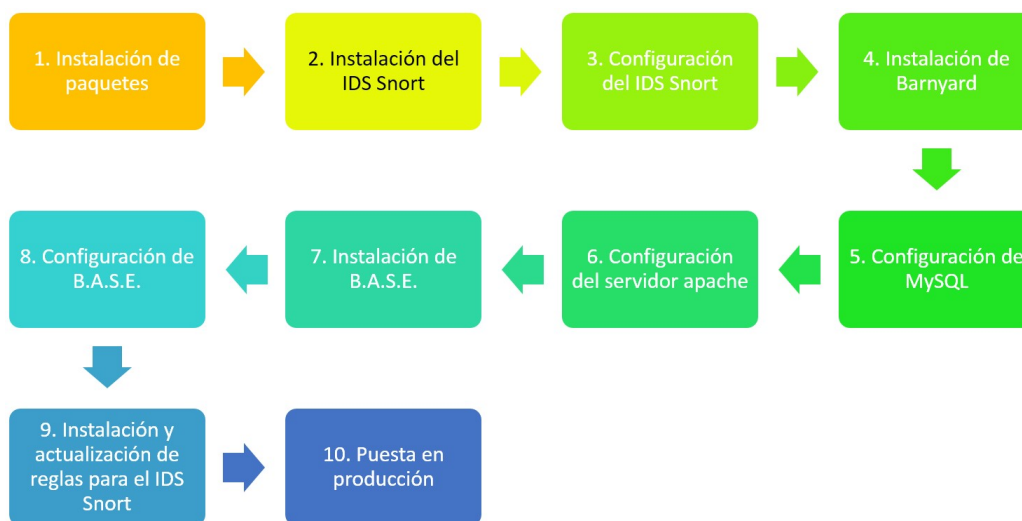 1. Instalación de
paquetes
2. Instalación del
IDS Snort
3. Configuración
del IDS Snort
4. Instalación de
Barnyard
8. Configuración de
B.A.S.E.
7. Instalación de
B.A.S.E.
6. Configuración
del servidor apache
5. Configuración de
MySQL
9. Instalación y
actualización de
reglas para el IDS
Snort
10. Puesta en
producción